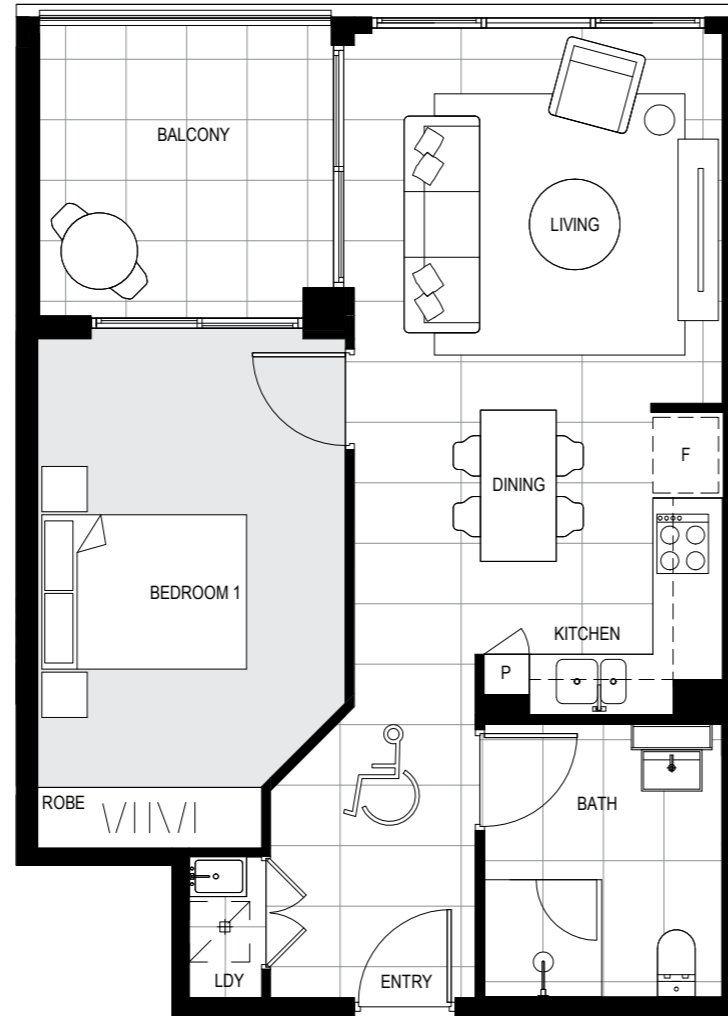 BALCONY
LIVING
F
DINING
BEDROOM 1
KITCHEN
P
ROBE
BATH
LDY
ENTRY